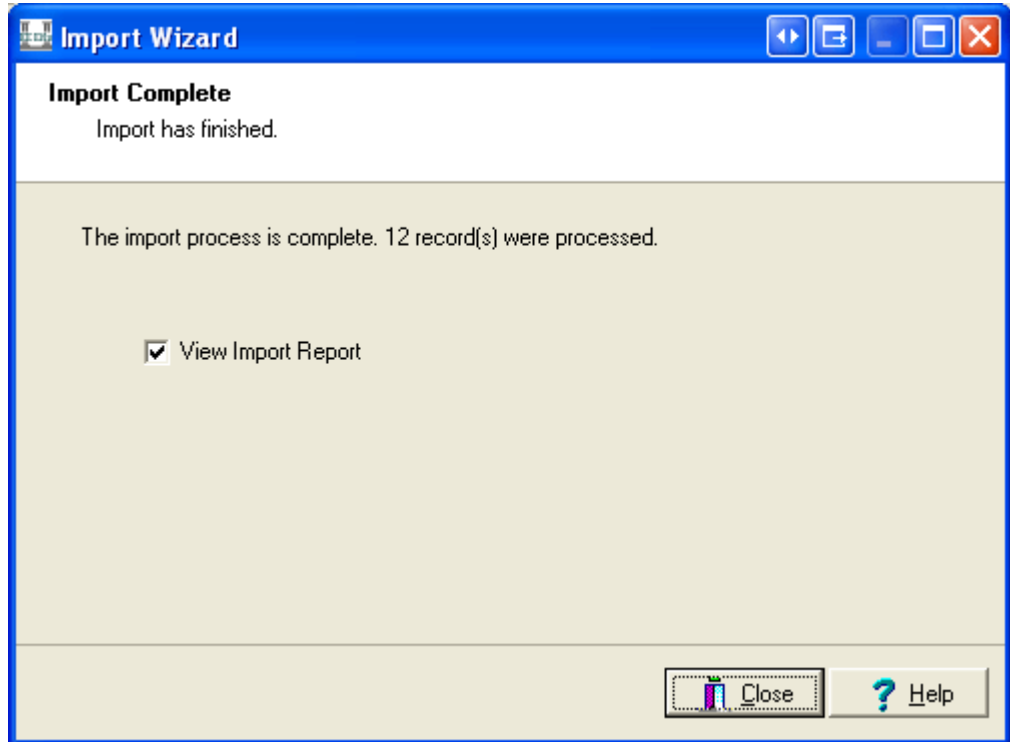 Import Wizard
Import Complete
Import has finished.
The import process is complete. 12 record(s) were processed.
View Import Report
Close
Help